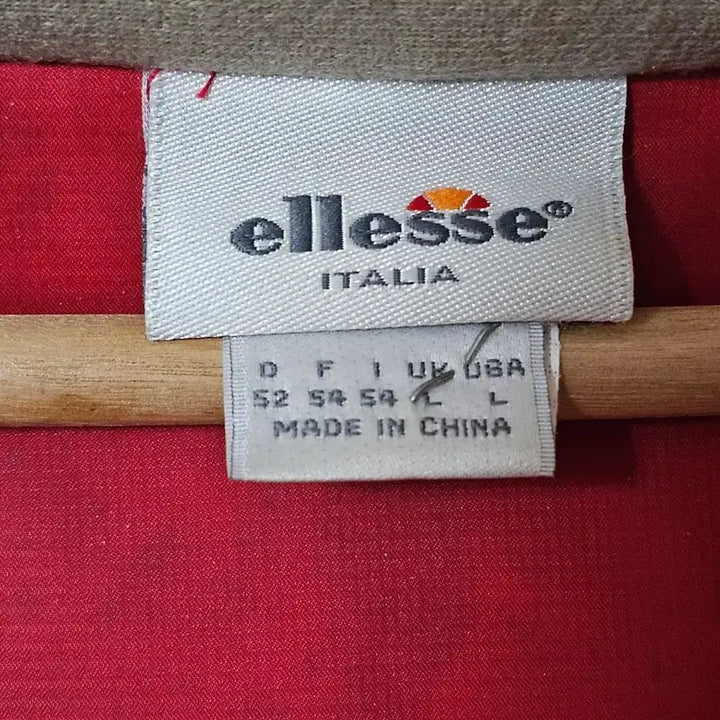 ellesse®
ITALIA
D F I UK USA
52 54 54 L L
MADE IN CHINA